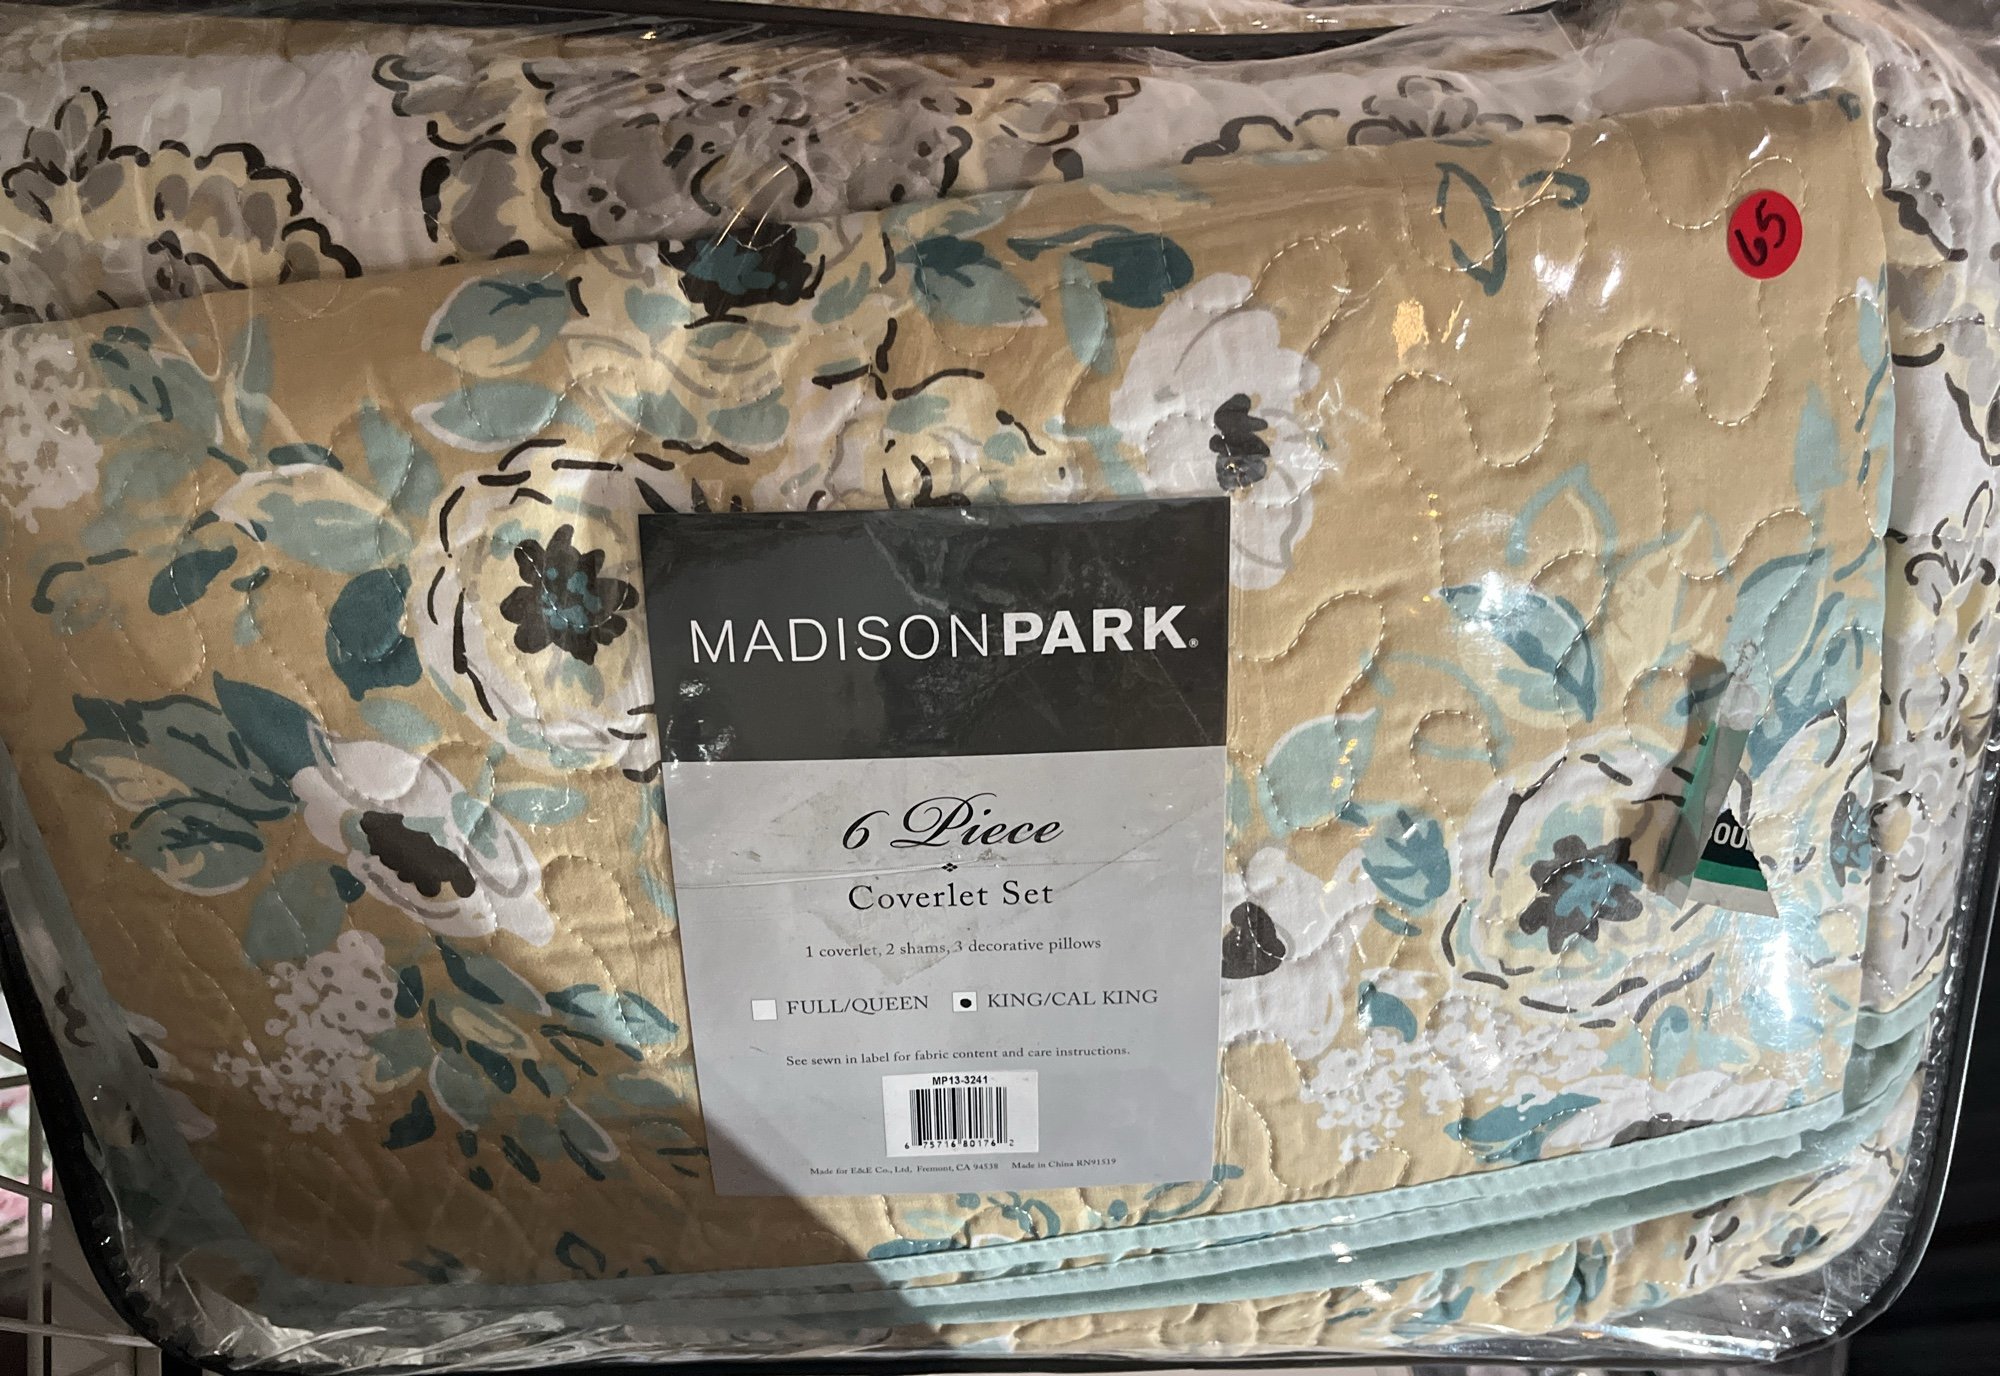 65
MADISONPARK®
6 Piece
Coverlet Set
1 coverlet, 2 shams, 3 decorative pillows
FULL/QUEEN KING/CAL KING
See sewn in label for fabric content and care instructions.
MP13-3241
6 75716 80176 2
Made for E&E Co., Ltd, Fremont, CA 94538 Made in China RN91519